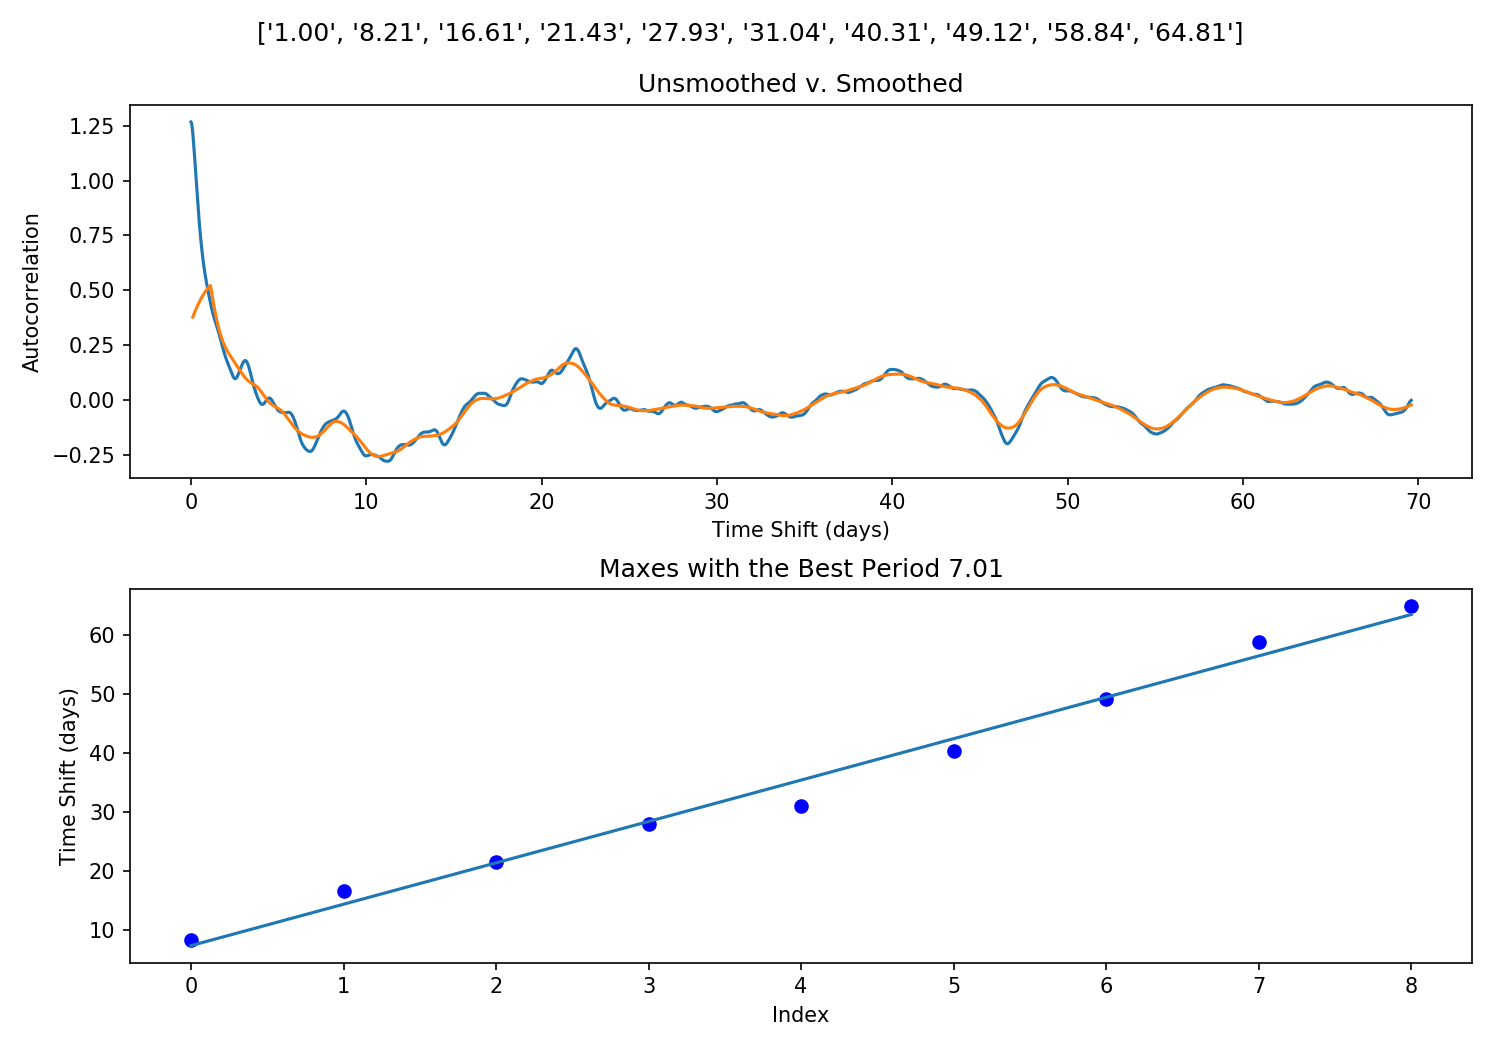 ['1.00', '8.21', '16.61', '21.43', '27.93', '31.04', '40.31', '49.12', '58.84', '64.81']
Unsmoothed v. Smoothed
Autocorrelation
1.25
1.00
0.75
0.50
0.25
0.00
−0.25
0 10 20 30 40 50 60 70
Time Shift (days)
Maxes with the Best Period 7.01
Time Shift (days)
60
50
40
30
20
10
0 1 2 3 4 5 6 7 8
Index